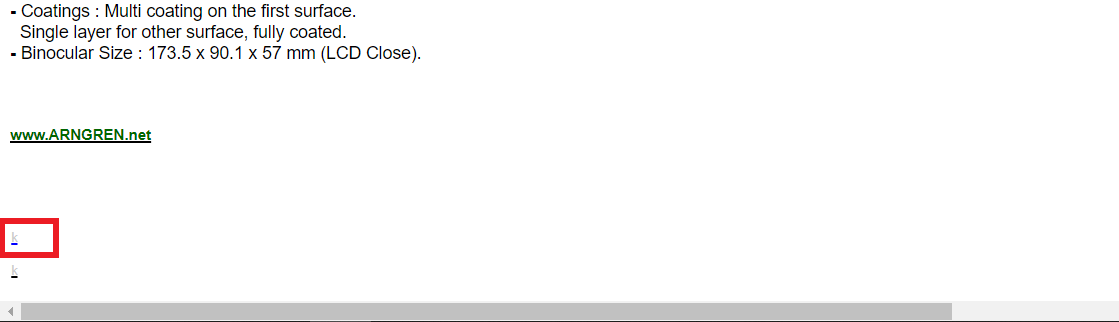 - Coatings : Multi coating on the first surface.
Single layer for other surface, fully coated.
- Binocular Size : 173.5 x 90.1 x 57 mm (LCD Close).
www.ARNGREN.net
k
k